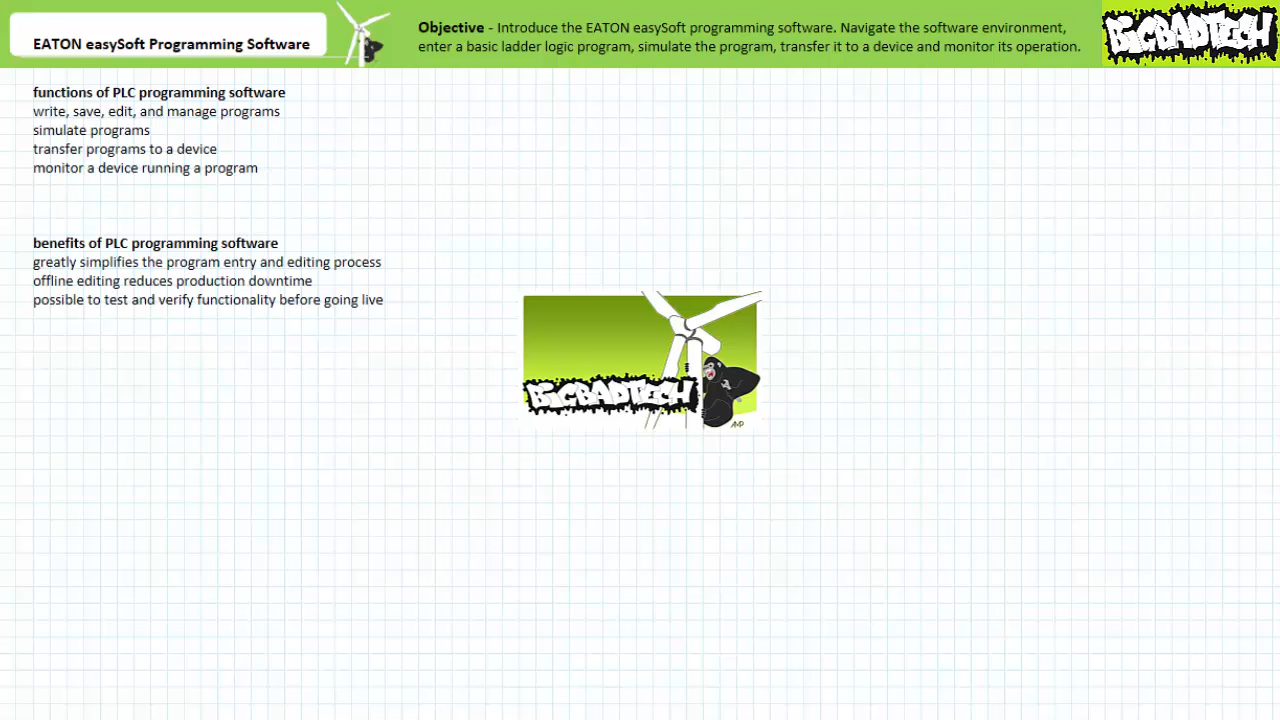 EATON easySoft Programming Software
Objective - Introduce the EATON easySoft programming software. Navigate the software environment,
enter a basic ladder logic program, simulate the program, transfer it to a device and monitor its operation.
BIGBADTECH
functions of PLC programming software
write, save, edit, and manage programs
simulate programs
transfer programs to a device
monitor a device running a program
benefits of PLC programming software
greatly simplifies the program entry and editing process
offline editing reduces production downtime
possible to test and verify functionality before going live
BIGBADTECH